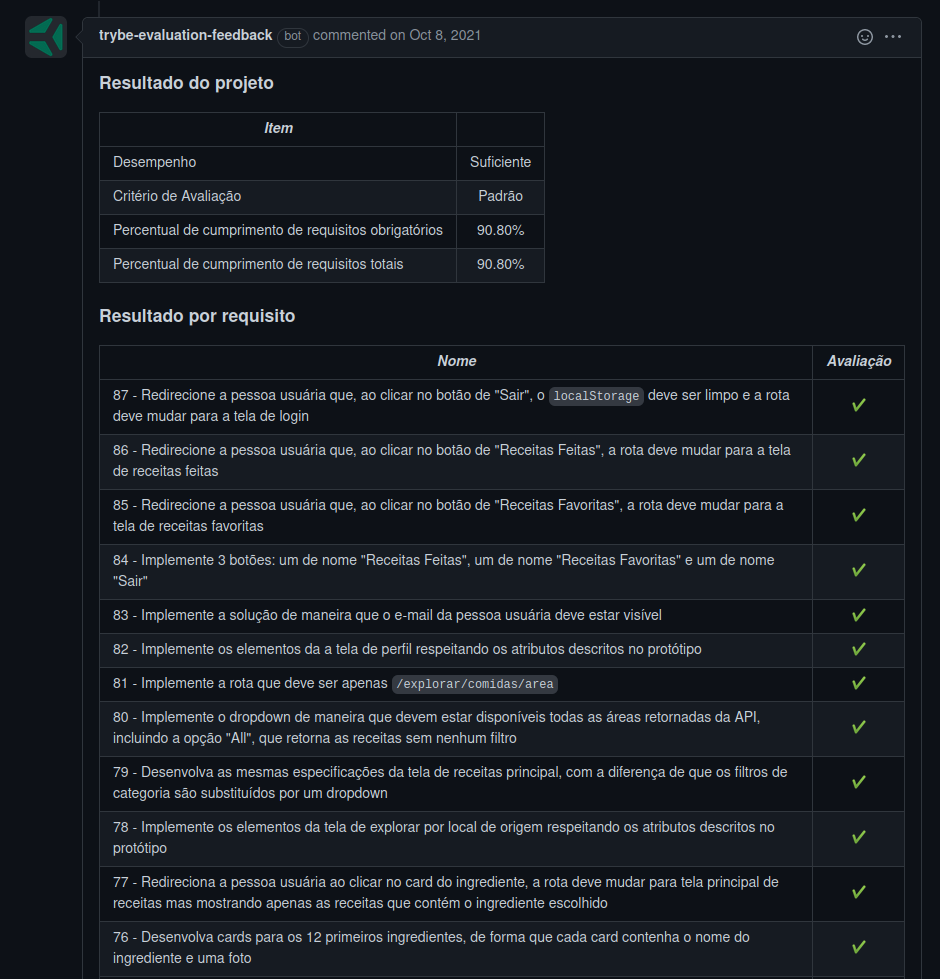 trybe-evaluation-feedback bot commented on Oct 8, 2021
Resultado do projeto
Item
Desempenho Suficiente
Critério de Avaliação Padrão
Percentual de cumprimento de requisitos obrigatórios 90.80%
Percentual de cumprimento de requisitos totais 90.80%
Resultado por requisito
Nome Avaliação
87 - Redirecione a pessoa usuária que, ao clicar no botão de "Sair", o localStorage deve ser limpo e a rota
deve mudar para a tela de login
86 - Redirecione a pessoa usuária que, ao clicar no botão de "Receitas Feitas", a rota deve mudar para a tela
de receitas feitas
85 - Redirecione a pessoa usuária que, ao clicar no botão de "Receitas Favoritas", a rota deve mudar para a
tela de receitas favoritas
84 - Implemente 3 botões: um de nome "Receitas Feitas", um de nome "Receitas Favoritas" e um de nome
"Sair"
83 - Implemente a solução de maneira que o e-mail da pessoa usuária deve estar visível
82 - Implemente os elementos da a tela de perfil respeitando os atributos descritos no protótipo
81 - Implemente a rota que deve ser apenas /explorar/comidas/area
80 - Implemente o dropdown de maneira que devem estar disponíveis todas as áreas retornadas da API,
incluindo a opção "All", que retorna as receitas sem nenhum filtro
79 - Desenvolva as mesmas especificações da tela de receitas principal, com a diferença de que os filtros de
categoria são substituídos por um dropdown
78 - Implemente os elementos da tela de explorar por local de origem respeitando os atributos descritos no
protótipo
77 - Redireciona a pessoa usuária ao clicar no card do ingrediente, a rota deve mudar para tela principal de
receitas mas mostrando apenas as receitas que contém o ingrediente escolhido
76 - Desenvolva cards para os 12 primeiros ingredientes, de forma que cada card contenha o nome do
ingrediente e uma foto